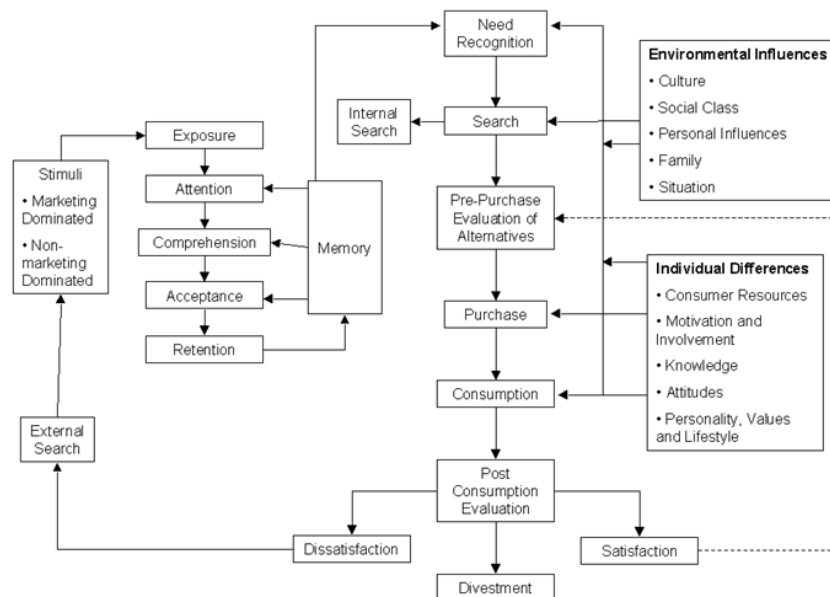 Need
Recognition
Environmental Influences
• Culture
• Social Class
• Personal Influences
• Family
• Situation
Internal
Search
Search
Exposure
Stimuli
• Marketing
Dominated
• Non-
marketing
Dominated
Attention
Pre-Purchase
Evaluation of
Alternatives
Memory
Comprehension
Individual Differences
• Consumer Resources
• Motivation and
Involvement
• Knowledge
• Attitudes
• Personality, Values
and Lifestyle
Acceptance
Purchase
Retention
Consumption
External
Search
Post
Consumption
Evaluation
Dissatisfaction
Satisfaction
Divestment